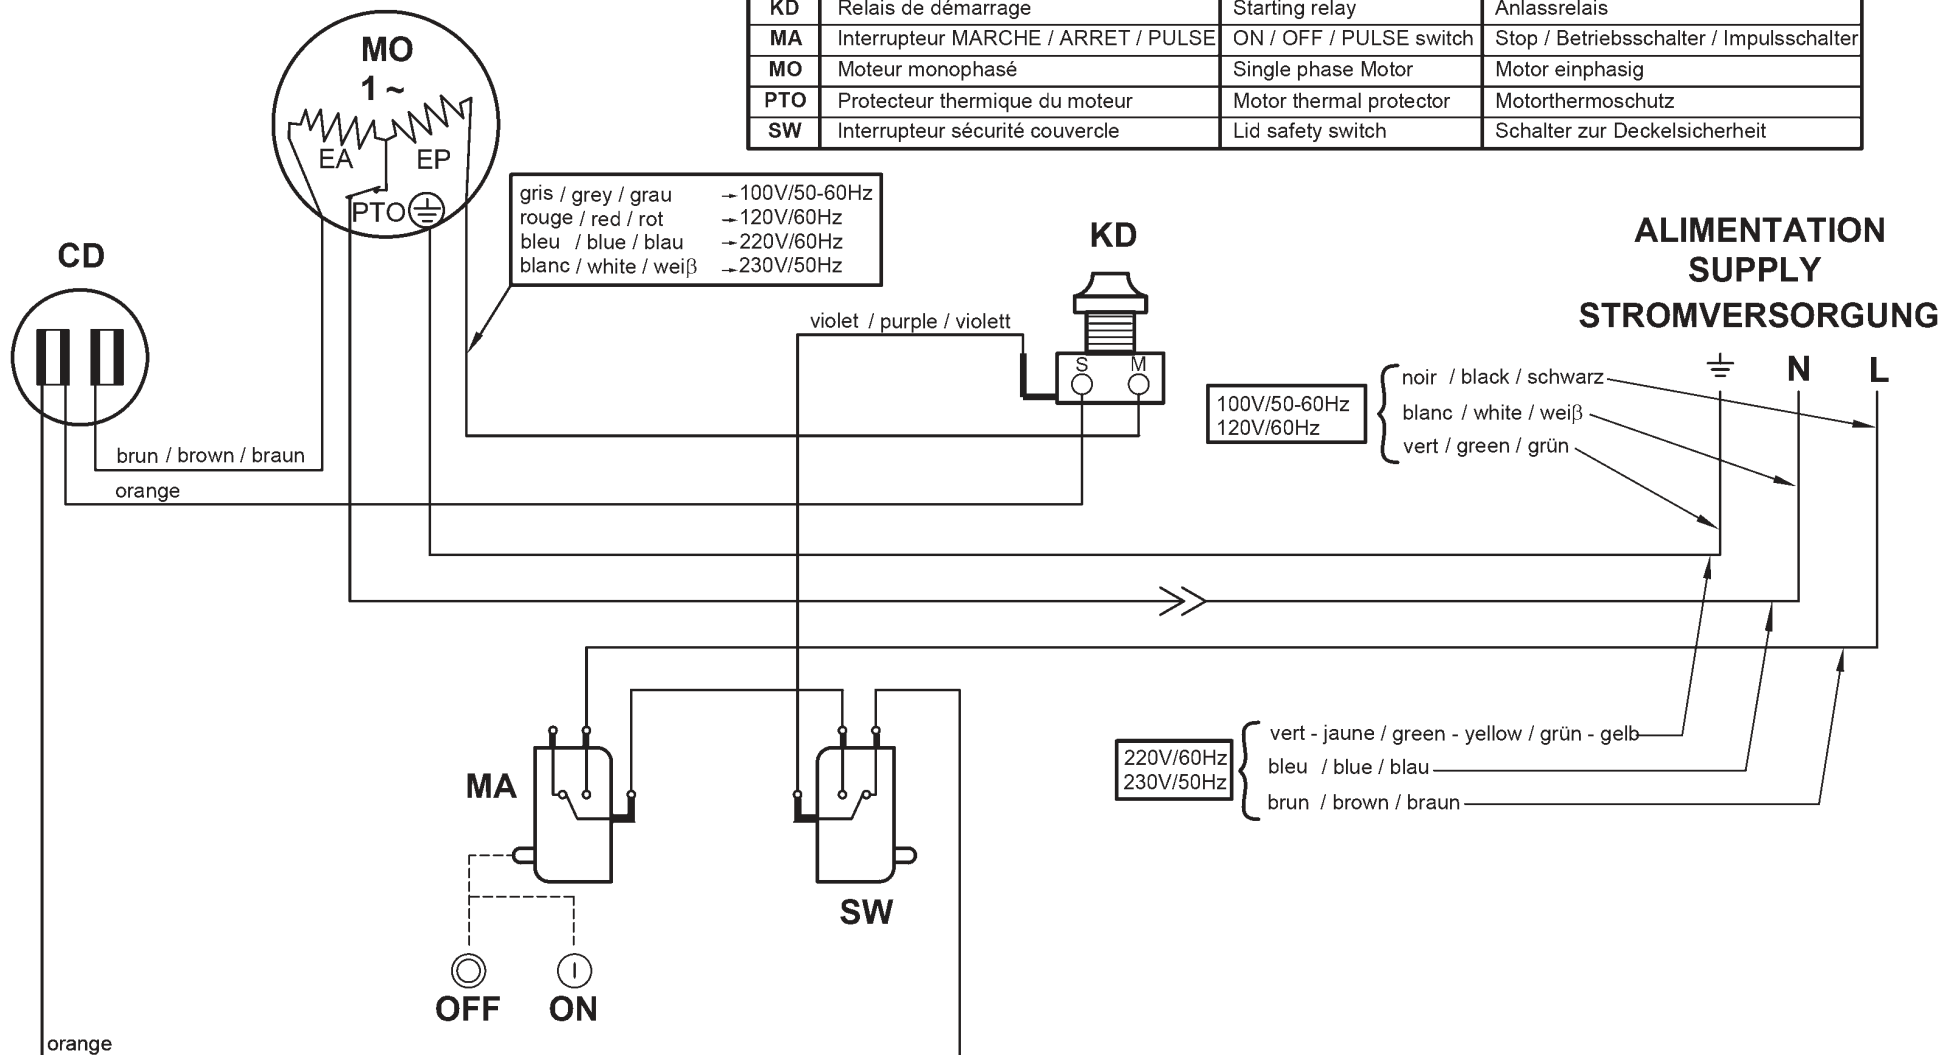 KD Relais de démarrage Starting relay Anlassrelais
MA Interrupteur MARCHE / ARRET / PULSE ON / OFF / PULSE switch Stop / Betriebsschalter / Impulsschalter
MO Moteur monophasé Single phase Motor Motor einphasig
PTO Protecteur thermique du moteur Motor thermal protector Motorthermoschutz
SW Interrupteur sécurité couvercle Lid safety switch Schalter zur Deckelsicherheit
MO
1 ~
EA
EP
PTO
gris / grey / grau →100V/50-60Hz
rouge / red / rot →120V/60Hz
bleu / blue / blau →220V/60Hz
blanc / white / weiβ →230V/50Hz
CD
KD
ALIMENTATION
SUPPLY
STROMVERSORGUNG
violet / purple / violett
S
M
N
L
100V/50-60Hz
120V/60Hz
noir / black / schwarz
blanc / white / weiβ
vert / green / grün
brun / brown / braun
orange
MA
220V/60Hz
230V/50Hz
vert - jaune / green - yellow / grün - gelb
bleu / blue / blau
brun / brown / braun
SW
OFF
ON
orange